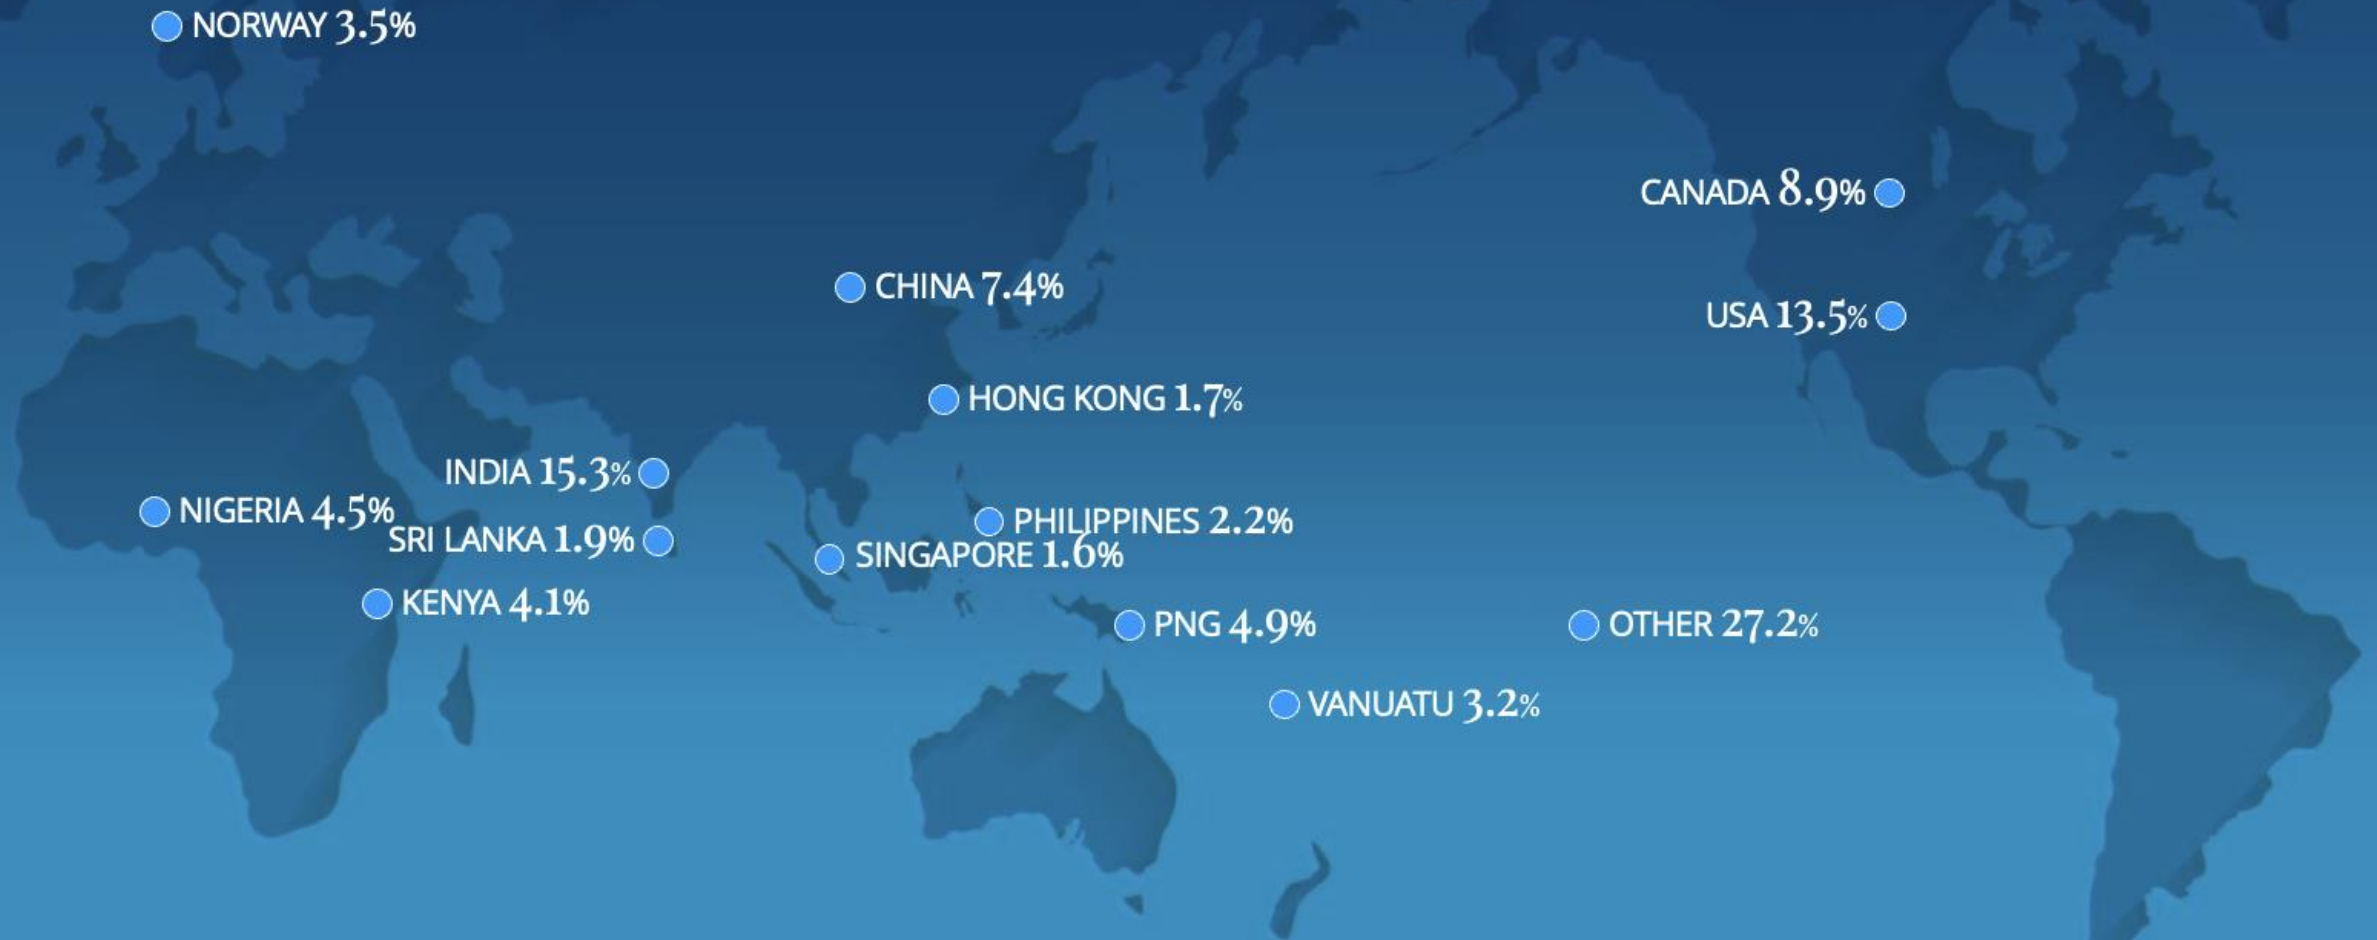 NORWAY 3.5%
CANADA 8.9%
CHINA 7.4%
USA 13.5%
HONG KONG 1.7%
INDIA 15.3%
NIGERIA 4.5%
PHILIPPINES 2.2%
SRI LANKA 1.9%
SINGAPORE 1.6%
KENYA 4.1%
PNG 4.9%
OTHER 27.2%
VANUATU 3.2%